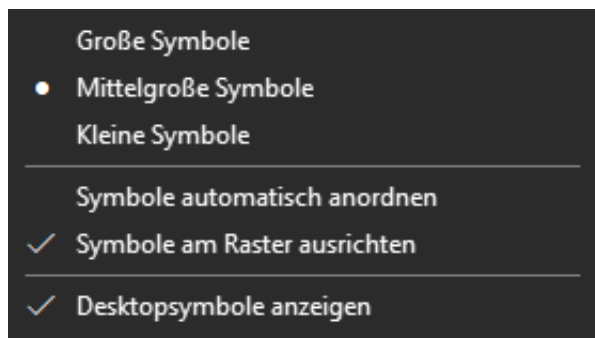 Große Symbole
Mittelgroße Symbole
Kleine Symbole
Symbole automatisch anordnen
Symbole am Raster ausrichten
Desktopsymbole anzeigen